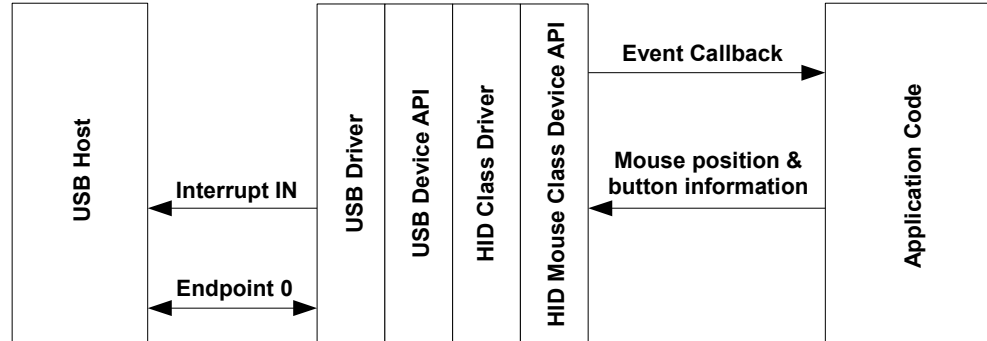 USB Host
Interrupt IN
Endpoint 0
USB Driver
USB Device API
HID Class Driver
HID Mouse Class Device API
Event Callback
Mouse position &
button information
Application Code